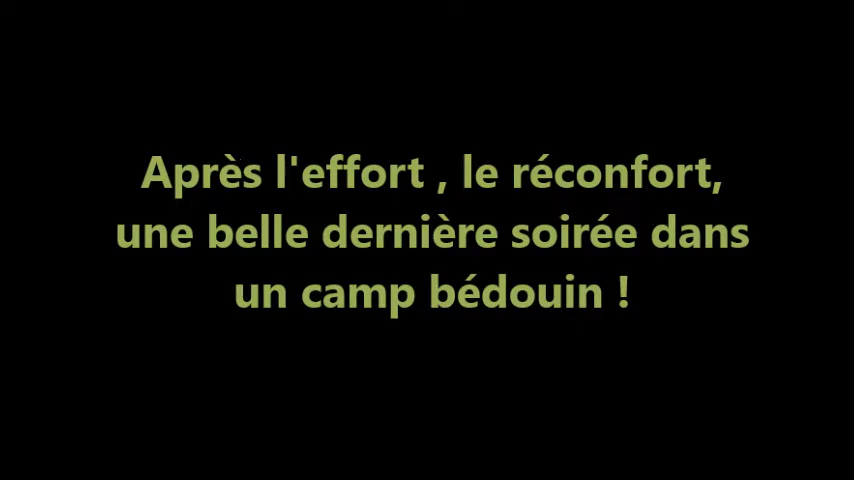 Après l'effort , le réconfort,
une belle dernière soirée dans
un camp bédouin !